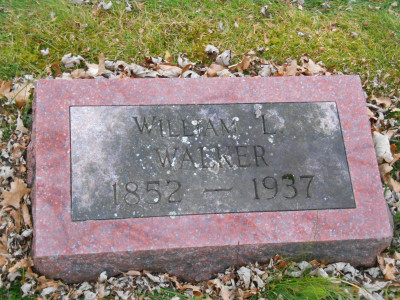 WILLIAM L.
WALKER
1852 – 1937